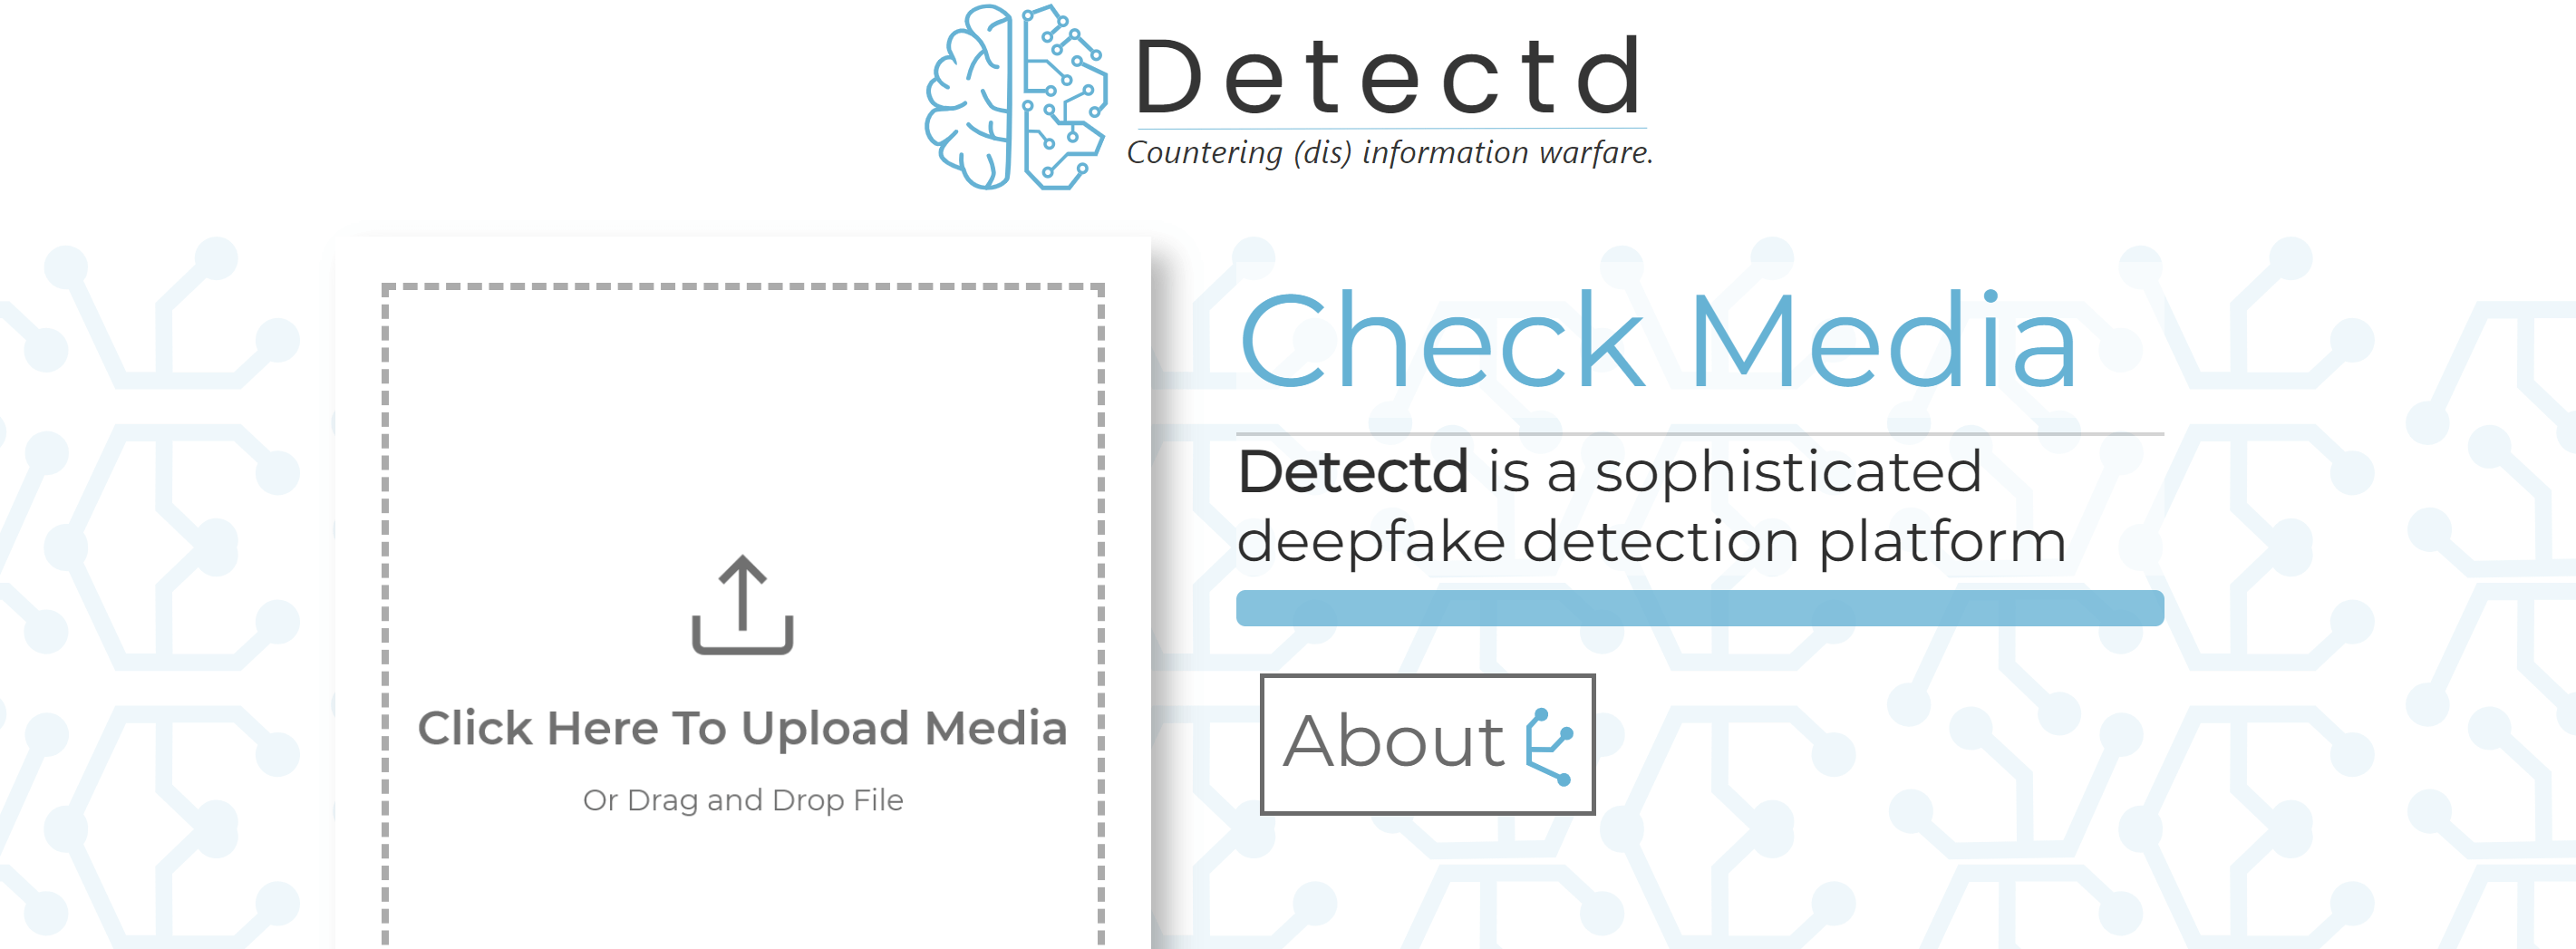 Detectd
Countering (dis) information warfare.
Click Here To Upload Media
Or Drag and Drop File
Check Media
Detectd is a sophisticated
deepfake detection platform
About